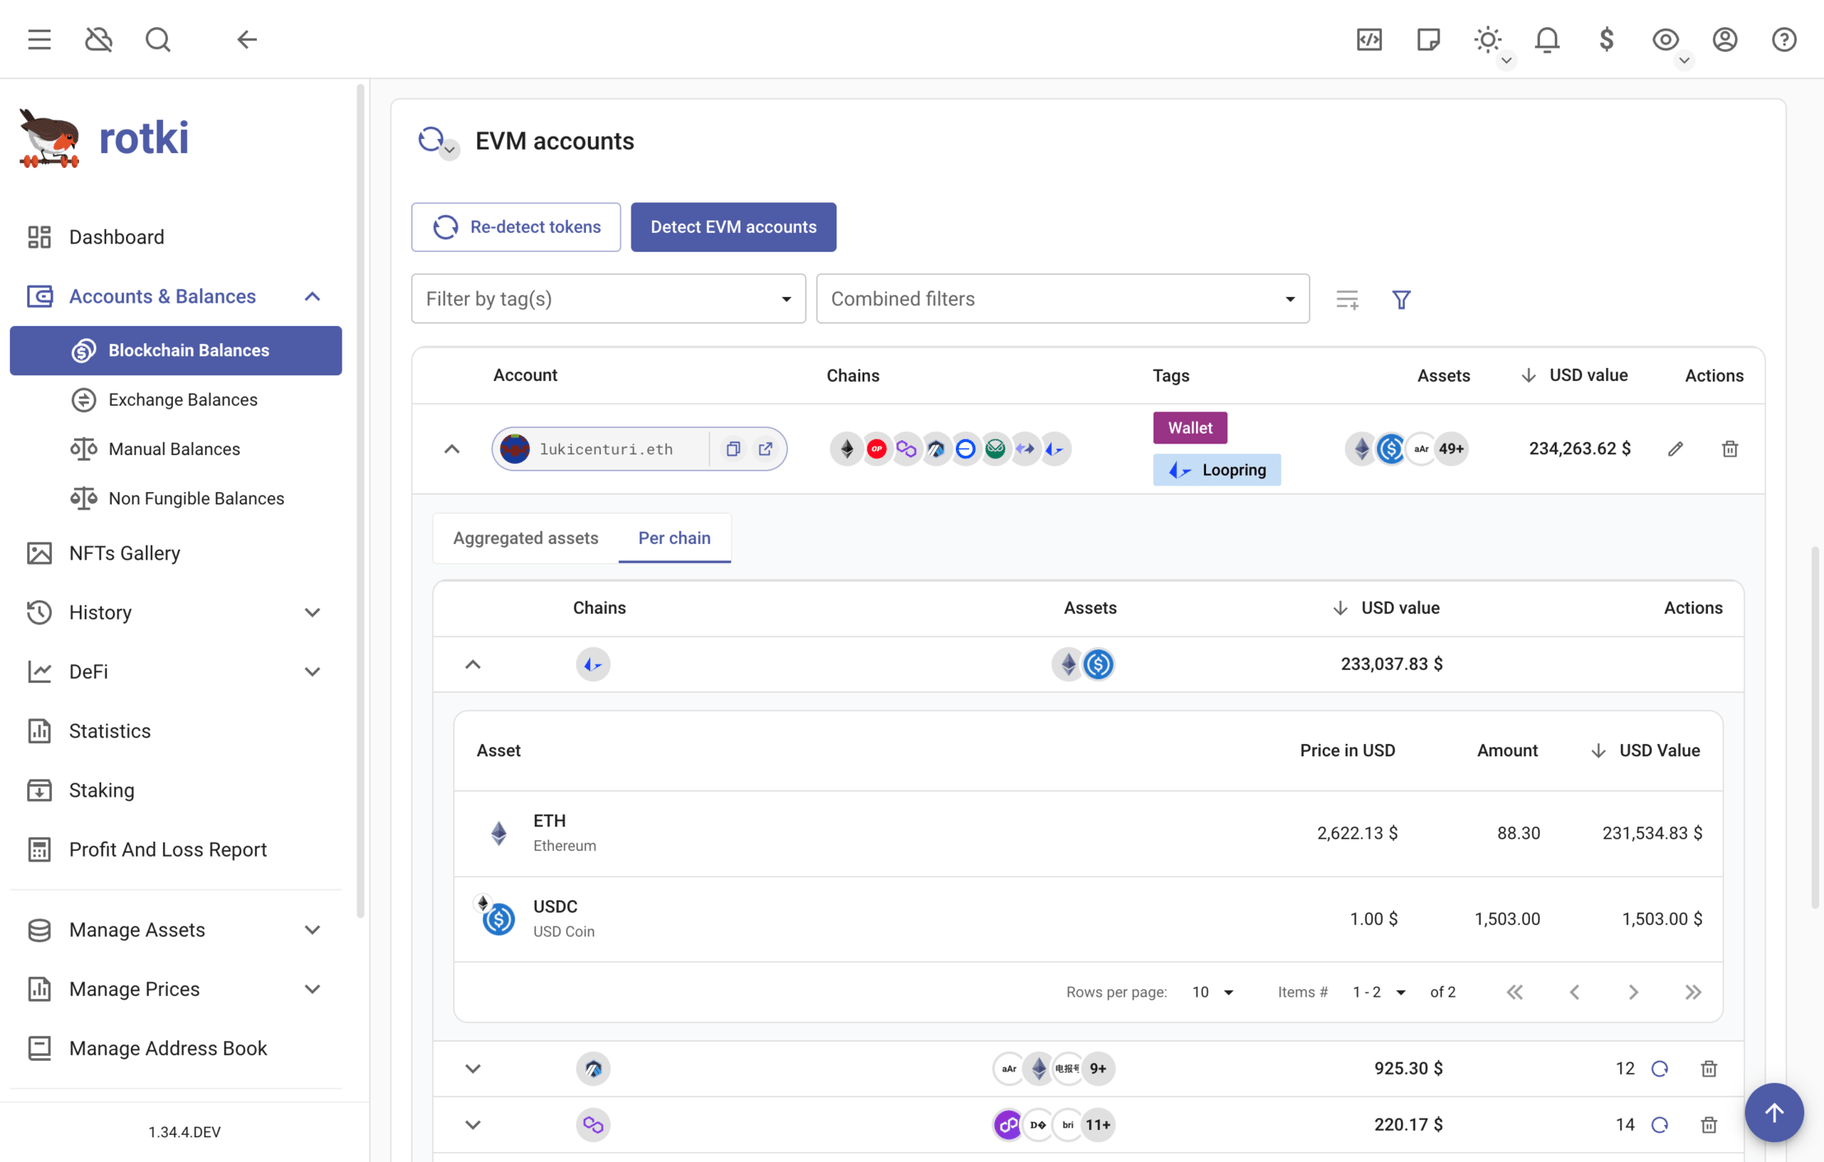 rotki
Dashboard
Accounts & Balances
Blockchain Balances
Exchange Balances
Manual Balances
Non Fungible Balances
NFTs Gallery
History
DeFi
Statistics
Staking
Profit And Loss Report
Manage Assets
Manage Prices
Manage Address Book
1.34.4.DEV
EVM accounts
Re-detect tokens
Detect EVM accounts
Filter by tag(s)
Combined filters
Account Chains Tags Assets USD value Actions
lukicenturi.eth OP Wallet aAr 49+ 234,263.62 $
Loopring
Aggregated assets Per chain
Chains Assets USD value Actions
233,037.83 $
Asset Price in USD Amount USD Value
ETH
Ethereum
2,622.13 $ 88.30 231,534.83 $
USDC
USD Coin
1.00 $ 1,503.00 1,503.00 $
Rows per page: 10 Items # 1 - 2 of 2
aAr 电报号 9+ 925.30 $ 12
bri 11+ 220.17 $ 14